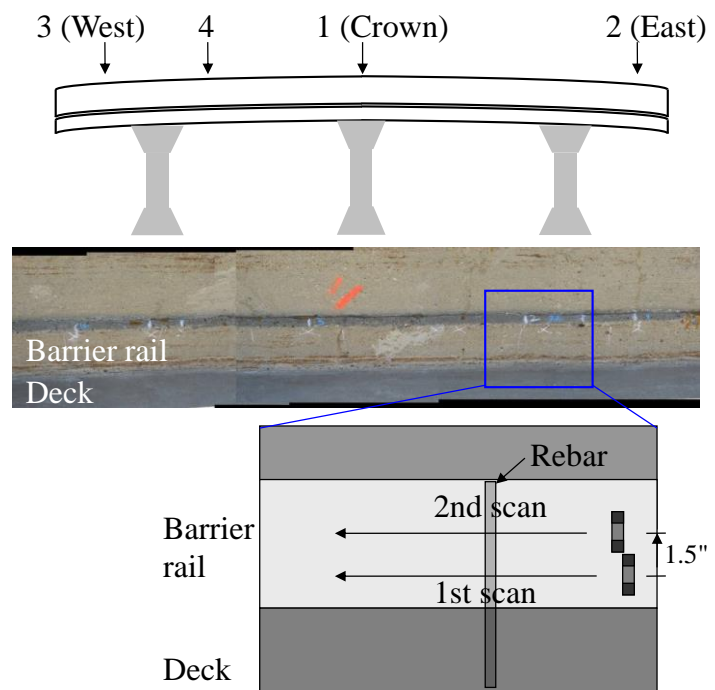 3 (West) 4 1 (Crown) 2 (East)
Barrier rail
Deck
Rebar
2nd scan
Barrier
rail
1.5"
1st scan
Deck